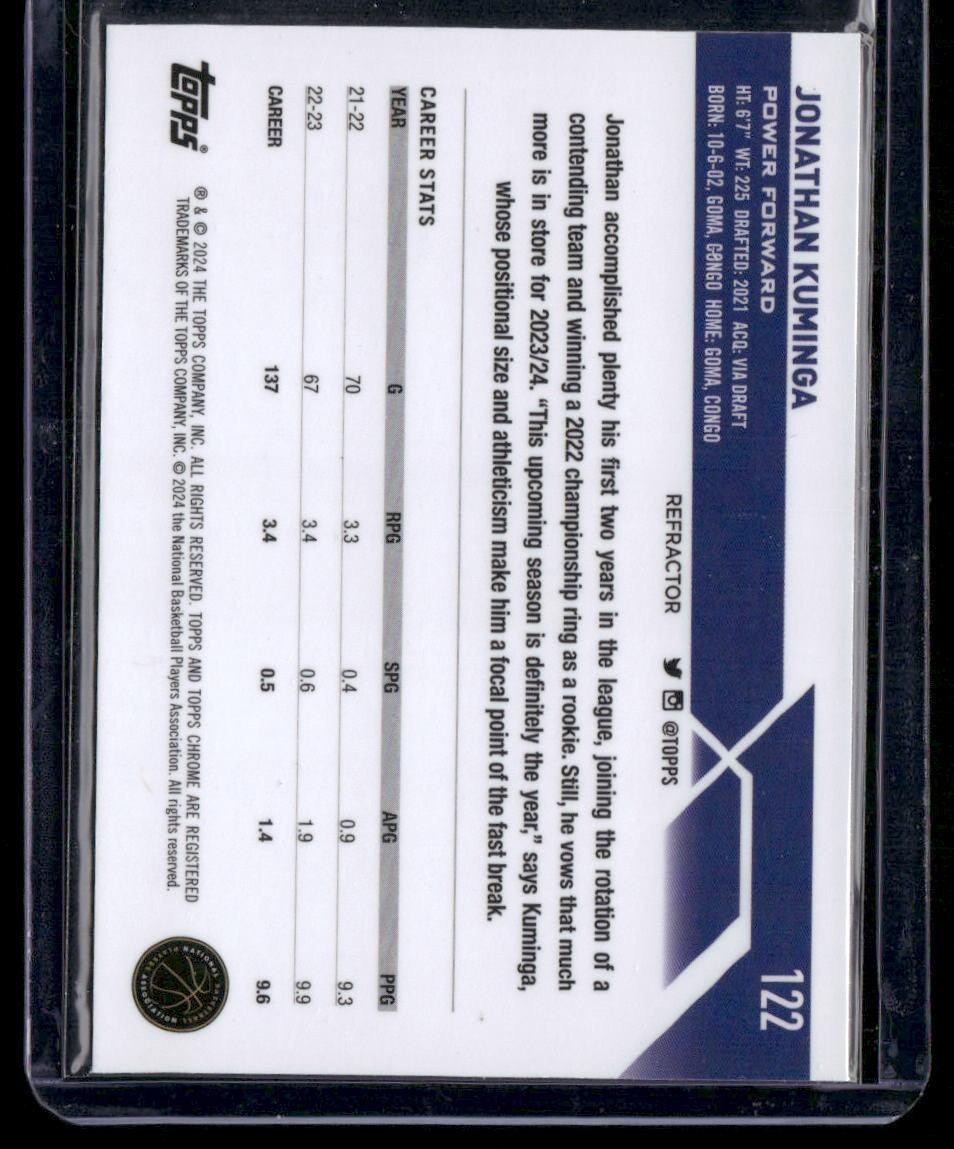 JONATHAN KUMINGA
122
POWER FORWARD
HT: 6'7" WT: 225 DRAFTED: 2021 ACQ: VIA DRAFT
BORN: 10-6-02, GOMA, CONGO HOME: GOMA, CONGO
REFRACTOR @TOPPS
Jonathan accomplished plenty his first two years in the league, joining the rotation of a
contending team and winning a 2022 championship ring as a rookie. Still, he vows that much
more is in store for 2023/24. “This upcoming season is definitely the year,” says Kuminga,
whose positional size and athleticism make him a focal point of the fast break.
CAREER STATS
YEAR G RPG SPG APG PPG
21-22 70 3.3 0.4 0.9 9.3
22-23 67 3.4 0.6 1.9 9.9
CAREER 137 3.4 0.5 1.4 9.6
topps®
® & © 2024 THE TOPPS COMPANY, INC. ALL RIGHTS RESERVED. TOPPS AND TOPPS CHROME ARE REGISTERED
TRADEMARKS OF THE TOPPS COMPANY, INC. © 2024 the National Basketball Players Association. All rights reserved.
NATIONAL BASKETBALL PLAYERS ASSOCIATION